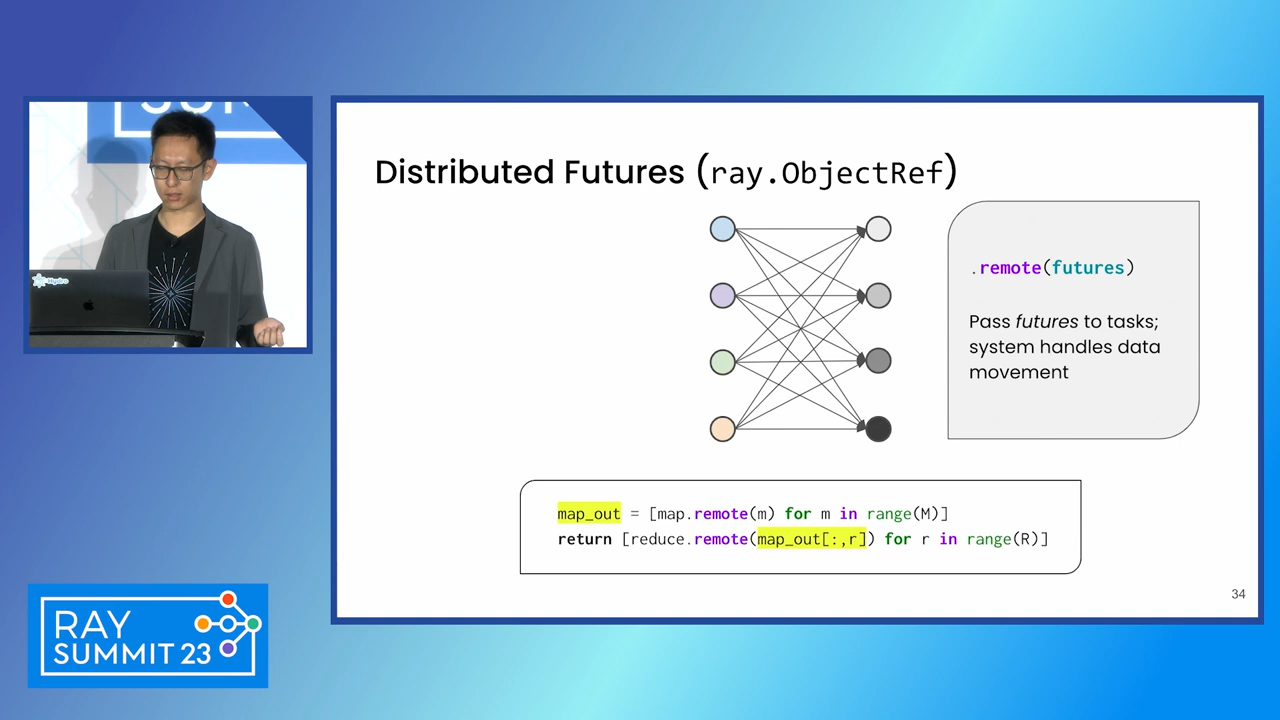 Distributed Futures (ray.ObjectRef)
.remote(futures)
Pass futures to tasks;
system handles data
movement
map_out = [map.remote(m) for m in range(M)]
return [reduce.remote(map_out[:,r]) for r in range(R)]
34
RAY
SUMMIT 23